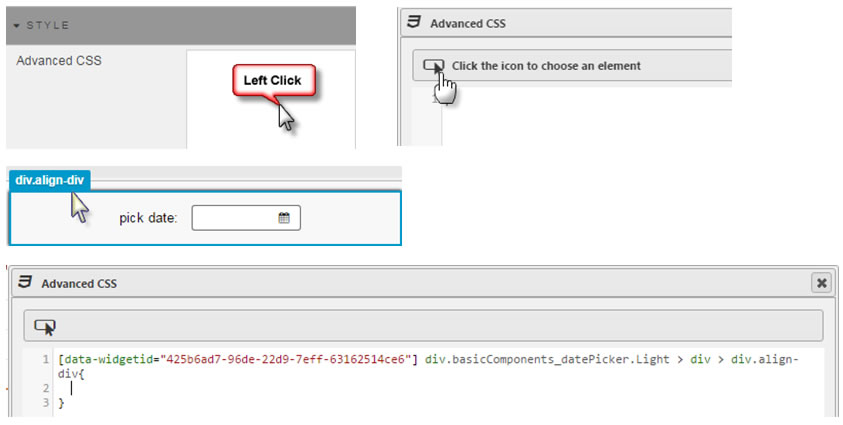 STYLE
Advanced CSS
Left Click
Advanced CSS
Click the icon to choose an element
1
div.align-div
pick date:
Advanced CSS
1 [data-widgetid="425b6ad7-96de-22d9-7eff-63162514ce6"] div.basicComponents_datePicker.Light > div > div.align-
div{
2
3 }